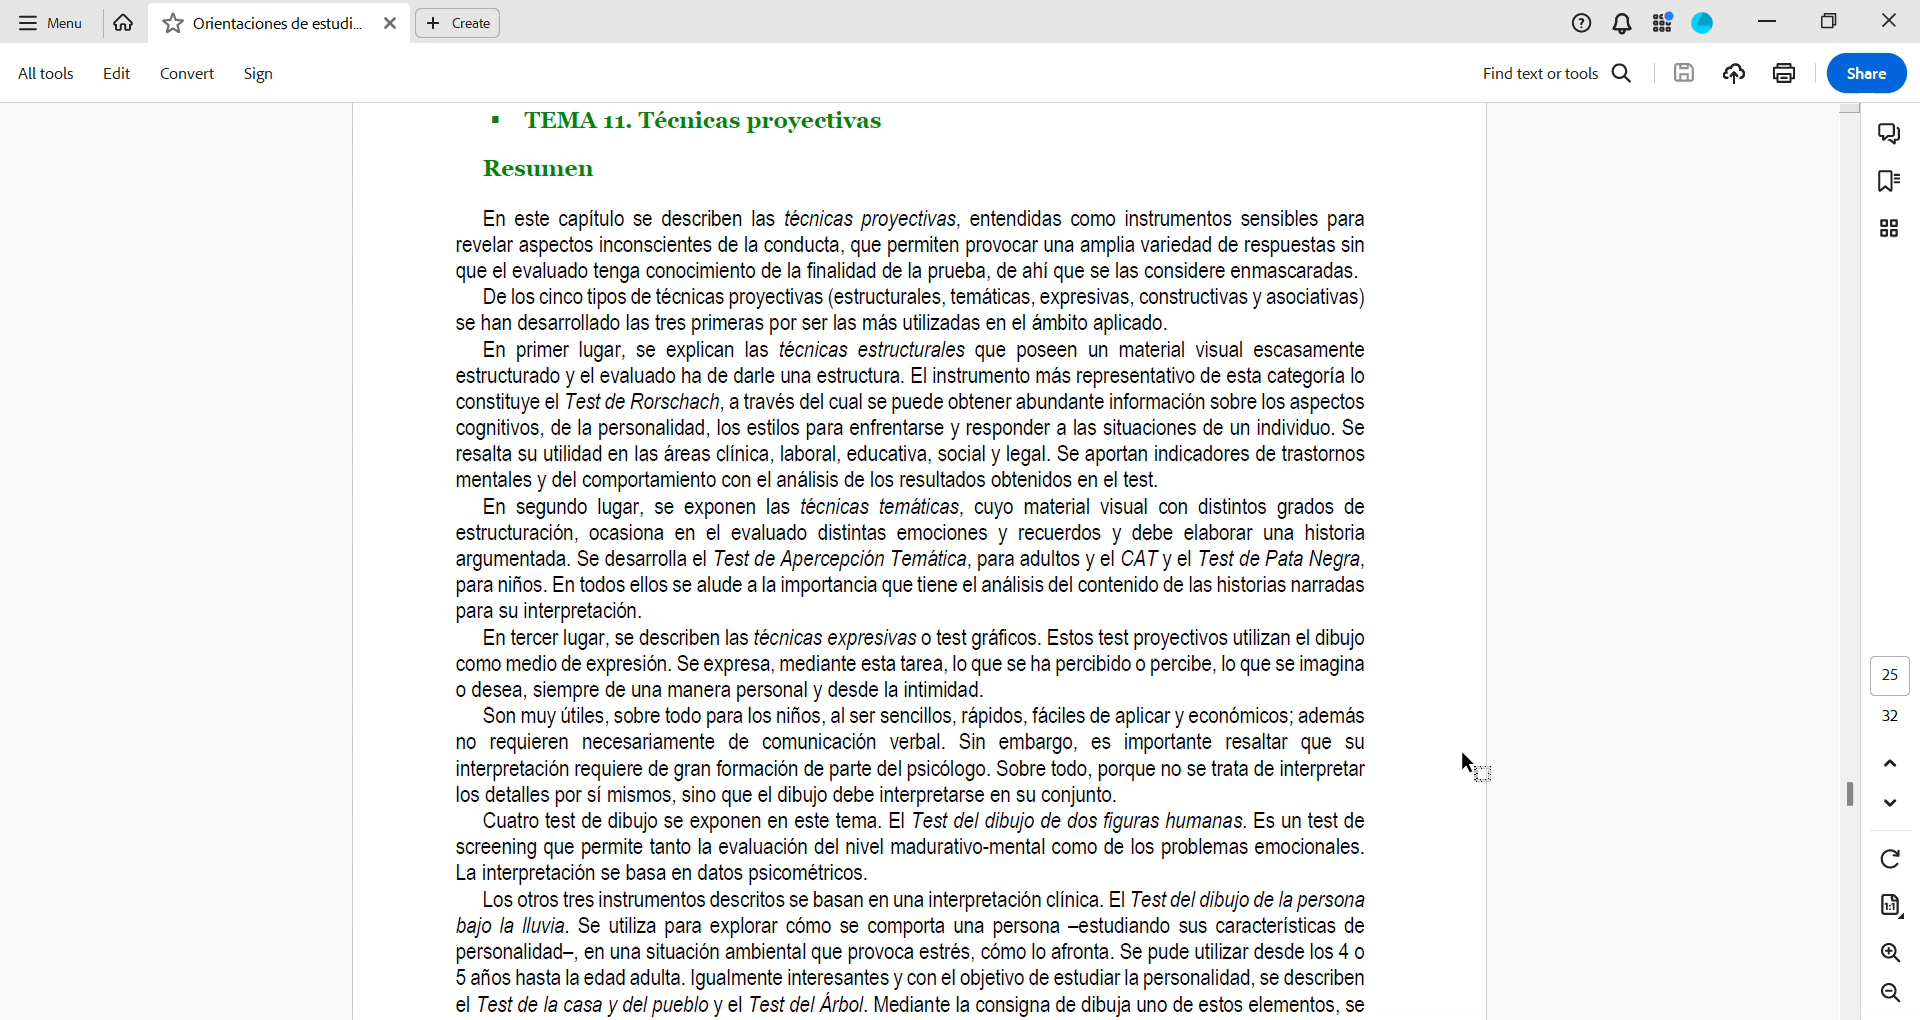 Menu
Orientaciones de estudi...
Create
All tools
Edit
Convert
Sign
Find text or tools
Share
▪ TEMA 11. Técnicas proyectivas
Resumen
En este capítulo se describen las técnicas proyectivas, entendidas como instrumentos sensibles para
revelar aspectos inconscientes de la conducta, que permiten provocar una amplia variedad de respuestas sin
que el evaluado tenga conocimiento de la finalidad de la prueba, de ahí que se las considere enmascaradas.
De los cinco tipos de técnicas proyectivas (estructurales, temáticas, expresivas, constructivas y asociativas)
se han desarrollado las tres primeras por ser las más utilizadas en el ámbito aplicado.
En primer lugar, se explican las técnicas estructurales que poseen un material visual escasamente
estructurado y el evaluado ha de darle una estructura. El instrumento más representativo de esta categoría lo
constituye el Test de Rorschach, a través del cual se puede obtener abundante información sobre los aspectos
cognitivos, de la personalidad, los estilos para enfrentarse y responder a las situaciones de un individuo. Se
resalta su utilidad en las áreas clínica, laboral, educativa, social y legal. Se aportan indicadores de trastornos
mentales y del comportamiento con el análisis de los resultados obtenidos en el test.
En segundo lugar, se exponen las técnicas temáticas, cuyo material visual con distintos grados de
estructuración, ocasiona en el evaluado distintas emociones y recuerdos y debe elaborar una historia
argumentada. Se desarrolla el Test de Apercepción Temática, para adultos y el CAT y el Test de Pata Negra,
para niños. En todos ellos se alude a la importancia que tiene el análisis del contenido de las historias narradas
para su interpretación.
En tercer lugar, se describen las técnicas expresivas o test gráficos. Estos test proyectivos utilizan el dibujo
como medio de expresión. Se expresa, mediante esta tarea, lo que se ha percibido o percibe, lo que se imagina
o desea, siempre de una manera personal y desde la intimidad.
Son muy útiles, sobre todo para los niños, al ser sencillos, rápidos, fáciles de aplicar y económicos; además
no requieren necesariamente de comunicación verbal. Sin embargo, es importante resaltar que su
interpretación requiere de gran formación de parte del psicólogo. Sobre todo, porque no se trata de interpretar
los detalles por sí mismos, sino que el dibujo debe interpretarse en su conjunto.
Cuatro test de dibujo se exponen en este tema. El Test del dibujo de dos figuras humanas. Es un test de
screening que permite tanto la evaluación del nivel madurativo-mental como de los problemas emocionales.
La interpretación se basa en datos psicométricos.
Los otros tres instrumentos descritos se basan en una interpretación clínica. El Test del dibujo de la persona
bajo la lluvia. Se utiliza para explorar cómo se comporta una persona –estudiando sus características de
personalidad–, en una situación ambiental que provoca estrés, cómo lo afronta. Se pude utilizar desde los 4 o
5 años hasta la edad adulta. Igualmente interesantes y con el objetivo de estudiar la personalidad, se describen
el Test de la casa y del pueblo y el Test del Árbol. Mediante la consigna de dibuja uno de estos elementos, se
25
32